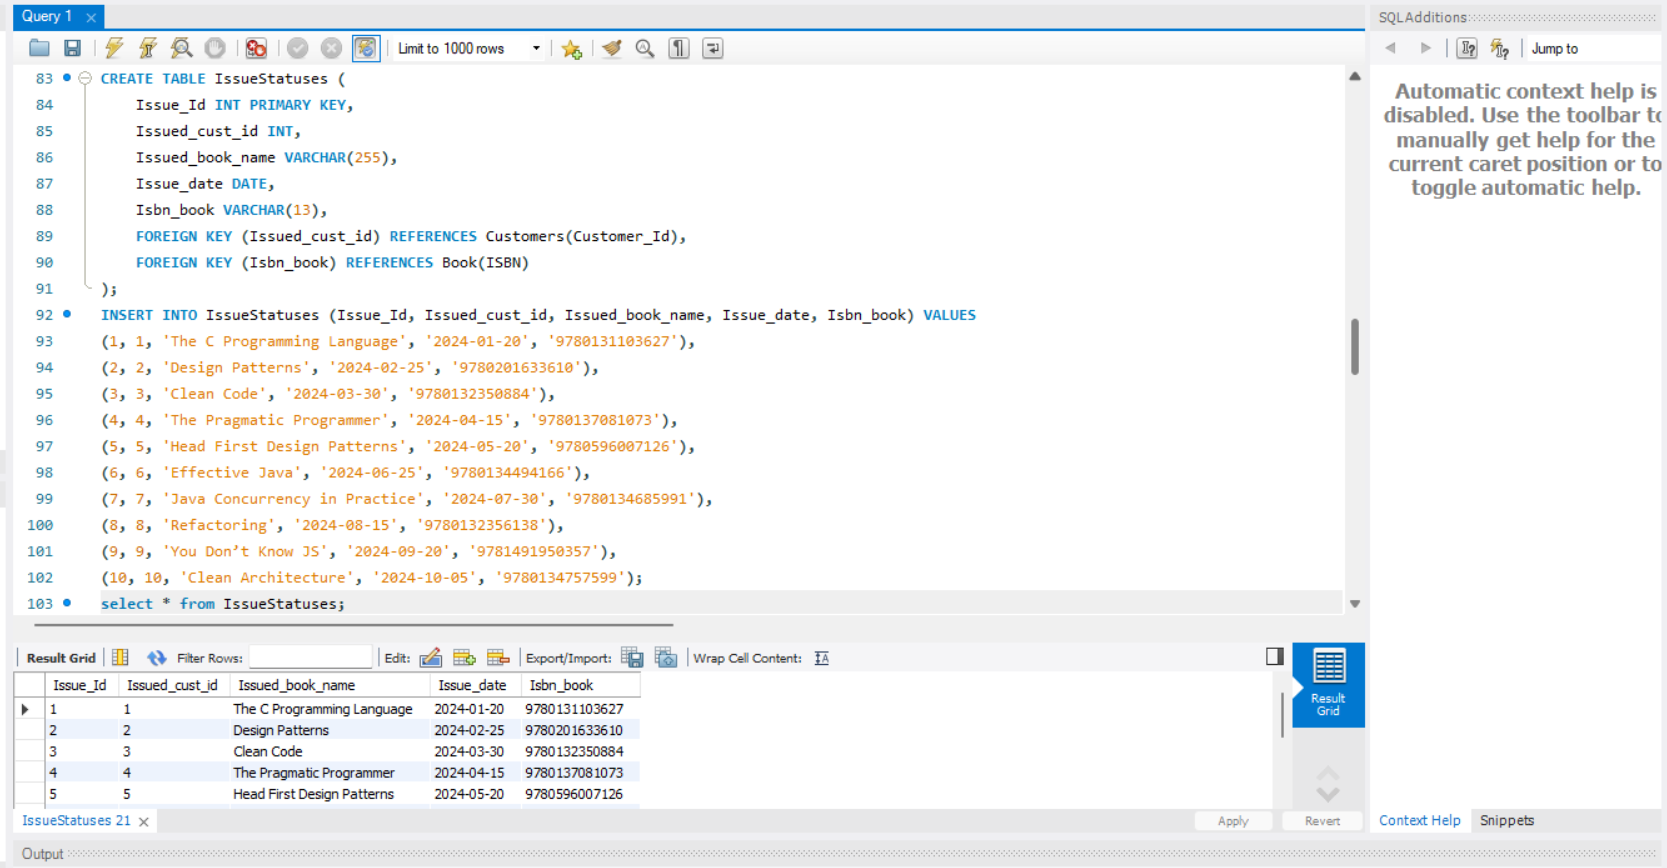 Query 1
SQLAdditions
Limit to 1000 rows
Jump to
83 CREATE TABLE IssueStatuses (
84 Issue_Id INT PRIMARY KEY,
85 Issued_cust_id INT,
86 Issued_book_name VARCHAR(255),
87 Issue_date DATE,
88 Isbn_book VARCHAR(13),
89 FOREIGN KEY (Issued_cust_id) REFERENCES Customers(Customer_Id),
90 FOREIGN KEY (Isbn_book) REFERENCES Book(ISBN)
91 );
92 INSERT INTO IssueStatuses (Issue_Id, Issued_cust_id, Issued_book_name, Issue_date, Isbn_book) VALUES
93 (1, 1, 'The C Programming Language', '2024-01-20', '9780131103627'),
94 (2, 2, 'Design Patterns', '2024-02-25', '9780201633610'),
95 (3, 3, 'Clean Code', '2024-03-30', '9780132350884'),
96 (4, 4, 'The Pragmatic Programmer', '2024-04-15', '9780137081073'),
97 (5, 5, 'Head First Design Patterns', '2024-05-20', '9780596007126'),
98 (6, 6, 'Effective Java', '2024-06-25', '9780134494166'),
99 (7, 7, 'Java Concurrency in Practice', '2024-07-30', '9780134685991'),
100 (8, 8, 'Refactoring', '2024-08-15', '9780132356138'),
101 (9, 9, 'You Don’t Know JS', '2024-09-20', '9781491950357'),
102 (10, 10, 'Clean Architecture', '2024-10-05', '9780134757599');
103 select * from IssueStatuses;
Automatic context help is
disabled. Use the toolbar to
manually get help for the
current caret position or to
toggle automatic help.
Result Grid Filter Rows: Edit: Export/Import: Wrap Cell Content:
Issue_Id Issued_cust_id Issued_book_name Issue_date Isbn_book
1 1 The C Programming Language 2024-01-20 9780131103627
2 2 Design Patterns 2024-02-25 9780201633610
3 3 Clean Code 2024-03-30 9780132350884
4 4 The Pragmatic Programmer 2024-04-15 9780137081073
5 5 Head First Design Patterns 2024-05-20 9780596007126
Result
Grid
IssueStatuses 21
Apply Revert
Context Help Snippets
Output